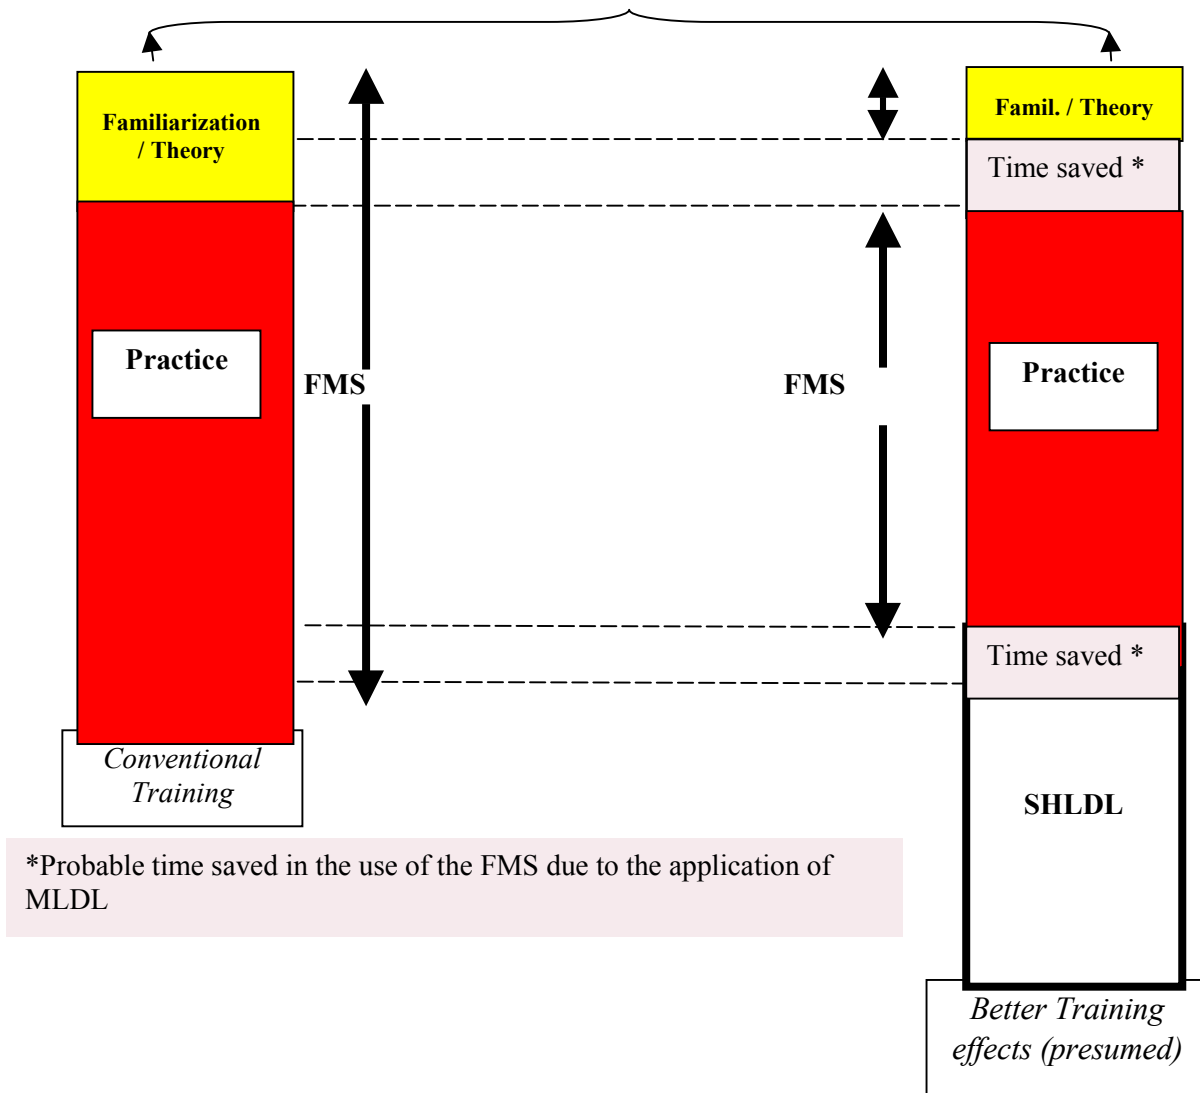 Familiarization
/ Theory
Famil. / Theory
Time saved *
Practice
Practice
FMS
FMS
Time saved *
Conventional
Training
SHLDL
*Probable time saved in the use of the FMS due to the application of
MLDL
Better Training
effects (presumed)